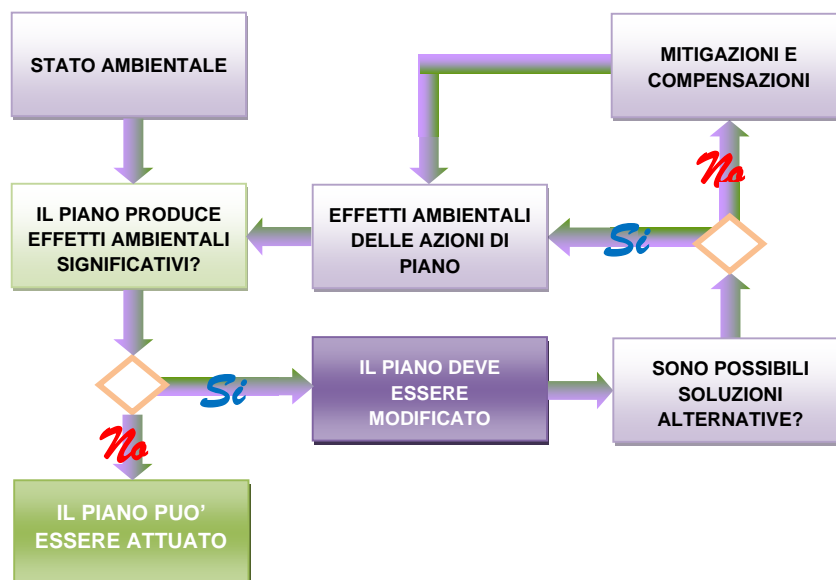 STATO AMBIENTALE
MITIGAZIONI E
COMPENSAZIONI
No
IL PIANO PRODUCE
EFFETTI AMBIENTALI
SIGNIFICATIVI?
EFFETTI AMBIENTALI
DELLE AZIONI DI
PIANO
Si
Si
IL PIANO DEVE
ESSERE
MODIFICATO
SONO POSSIBILI
SOLUZIONI
ALTERNATIVE?
No
IL PIANO PUO’
ESSERE ATTUATO